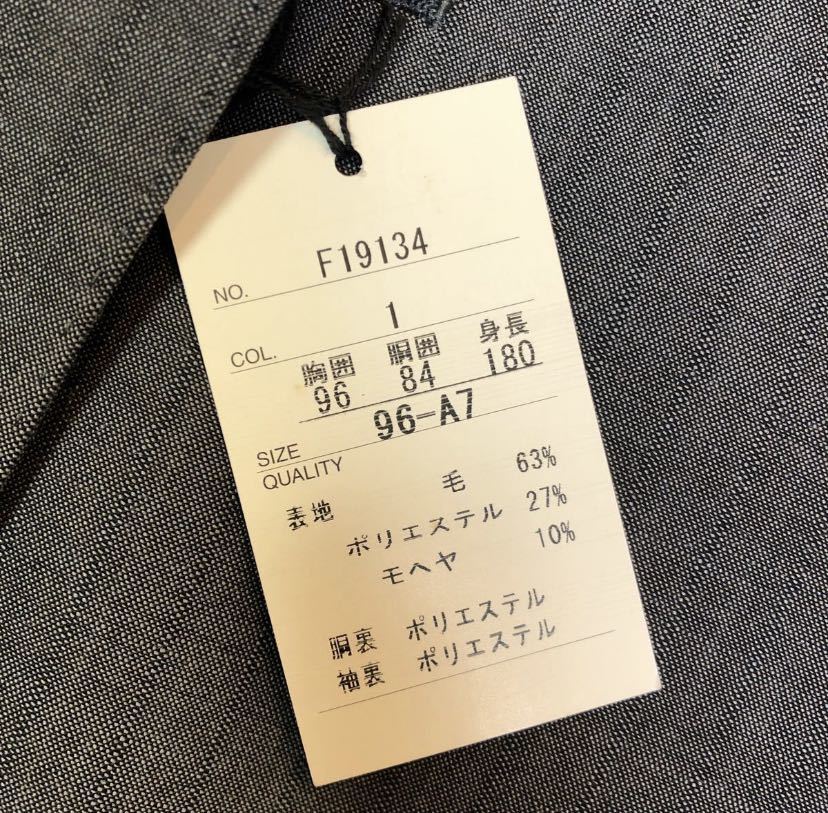 NO. F19134
COL. 1
胸囲 胴囲 身長
96 84 180
SIZE 96-A7
QUALITY
表地 毛 63%
ポリエステル 27%
モヘヤ 10%
胴裏 ポリエステル
袖裏 ポリエステル